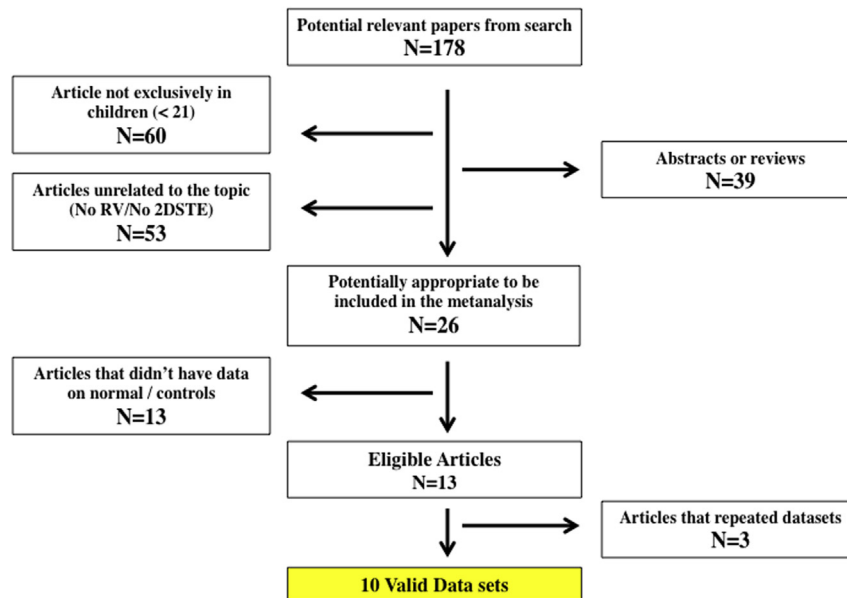 Potential relevant papers from search
N=178
Article not exclusively in
children (< 21)
N=60
Abstracts or reviews
N=39
Articles unrelated to the topic
(No RV/No 2DSTE)
N=53
Potentially appropriate to be
included in the metanalysis
N=26
Articles that didn't have data
on normal / controls
N=13
Eligible Articles
N=13
Articles that repeated datasets
N=3
10 Valid Data sets